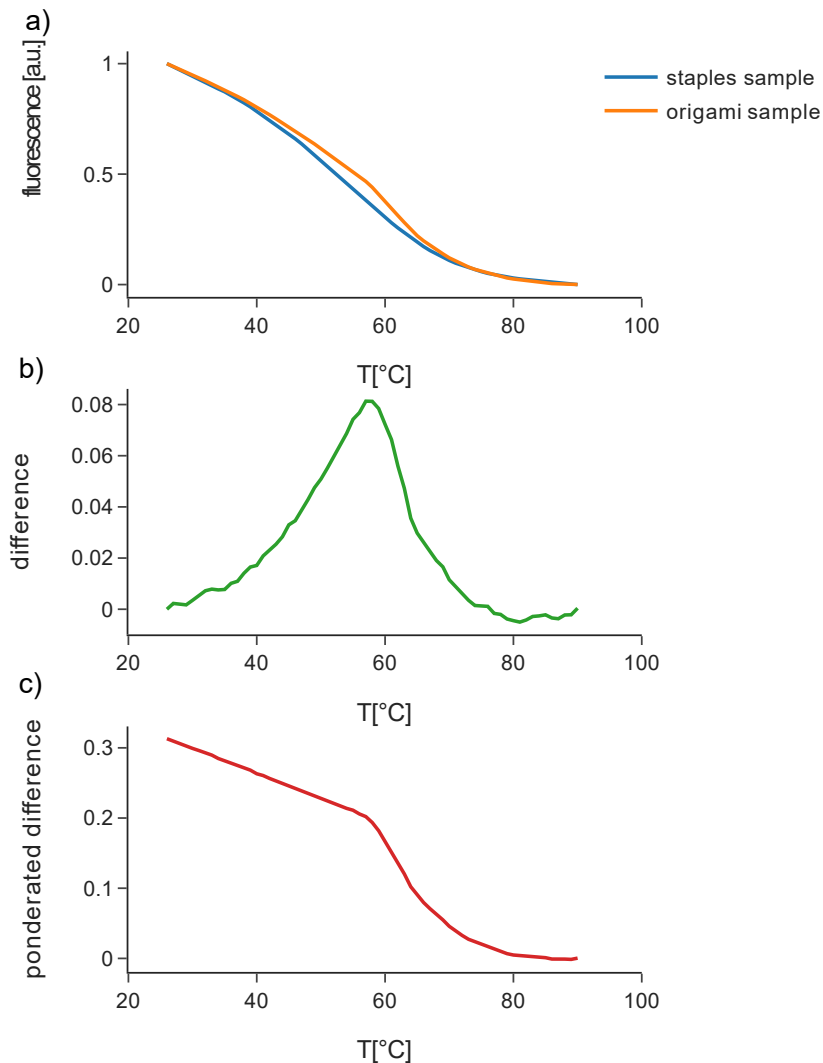 a)
fluorescence [a.u.]
1
0.5
0
20 40 60 80 100
T[°C]
staples sample
origami sample
b)
difference
0.08
0.06
0.04
0.02
0
20 40 60 80 100
T[°C]
c)
ponderated difference
0.3
0.2
0.1
0
20 40 60 80 100
T[°C]